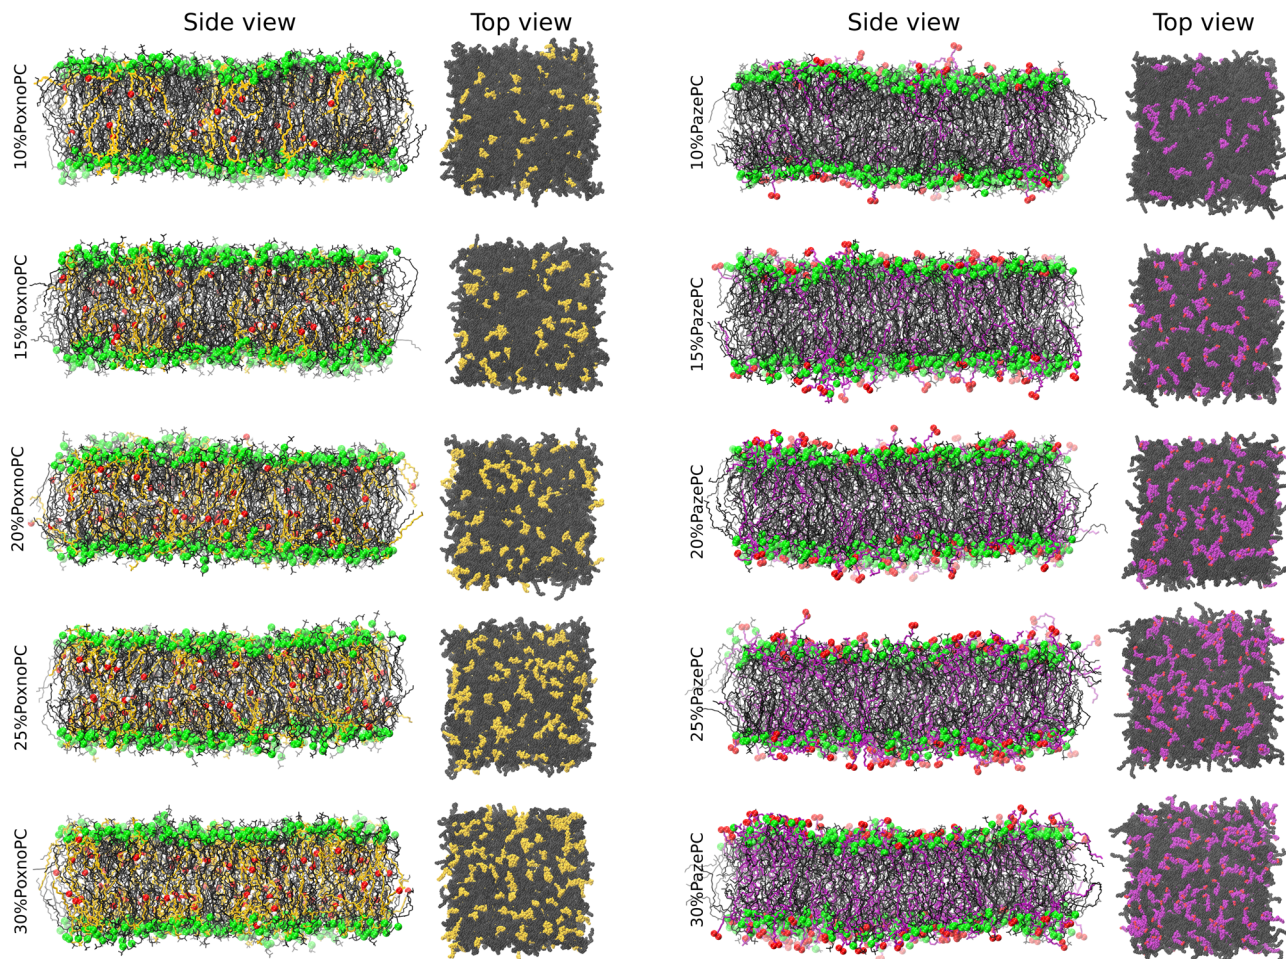 Side view
Top view
Side view
Top view
10%PoxnoPC
10%PazePC
15%PoxnoPC
15%PazePC
20%PoxnoPC
20%PazePC
25%PoxnoPC
25%PazePC
30%PoxnoPC
30%PazePC